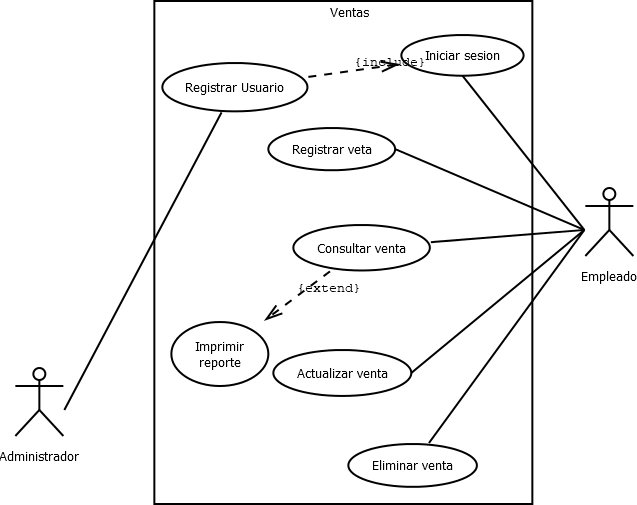 Ventas
Iniciar sesion
{include}
Registrar Usuario
Registrar veta
Consultar venta
Empleado
{extend}
Imprimir
reporte
Actualizar venta
Administrador
Eliminar venta